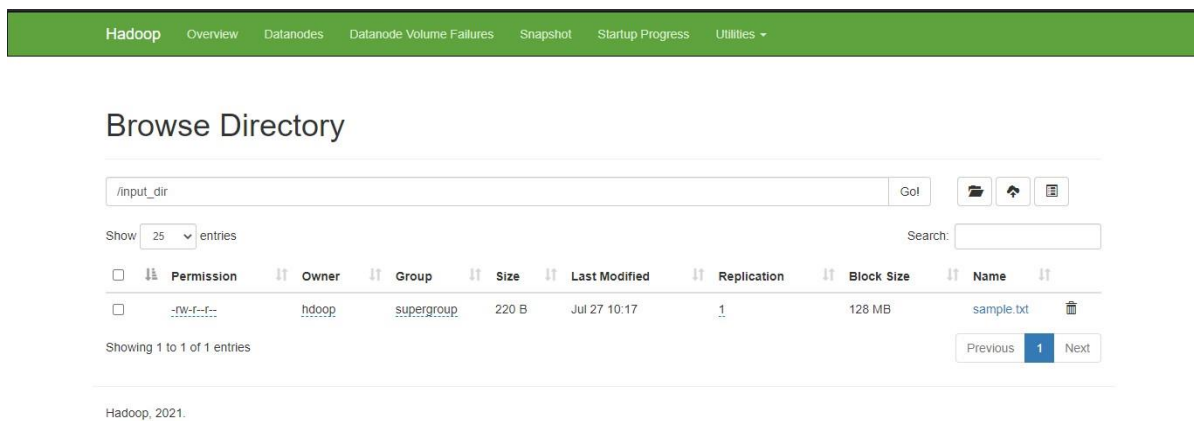 Hadoop Overview Datanodes Datanode Volume Failures Snapshot Startup Progress Utilities
Browse Directory
/input_dir Go!
Show 25 entries Search:
Permission Owner Group Size Last Modified Replication Block Size Name
-rw-r--r-- hdoop supergroup 220 B Jul 27 10:17 1 128 MB sample.txt
Showing 1 to 1 of 1 entries Previous 1 Next
Hadoop, 2021.